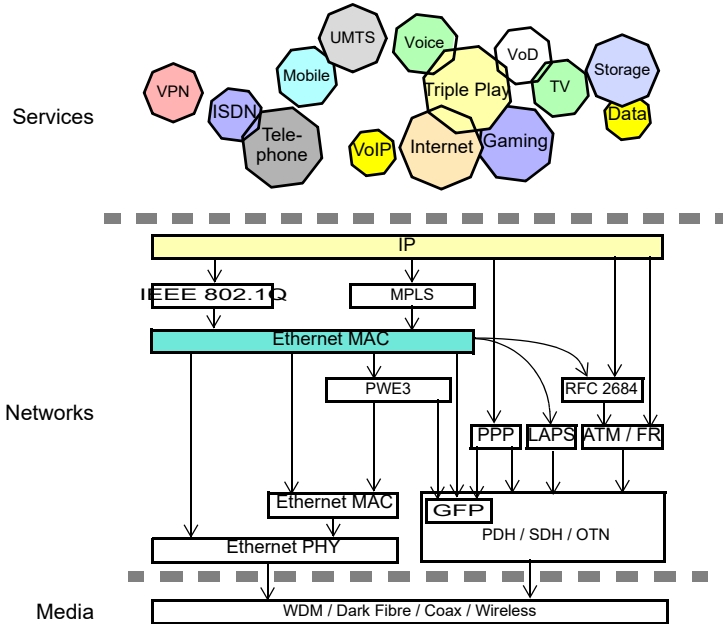 UMTS
Voice
VoD
Mobile
Storage
VPN
Triple Play
TV
ISDN
Data
Services
Tele-
phone
VoIP
Internet
Gaming
IP
IEEE 802.1Q
MPLS
Ethernet MAC
PWE3
RFC 2684
Networks
PPP
LAPS
ATM / FR
Ethernet MAC
GFP
PDH / SDH / OTN
Ethernet PHY
Media
WDM / Dark Fibre / Coax / Wireless